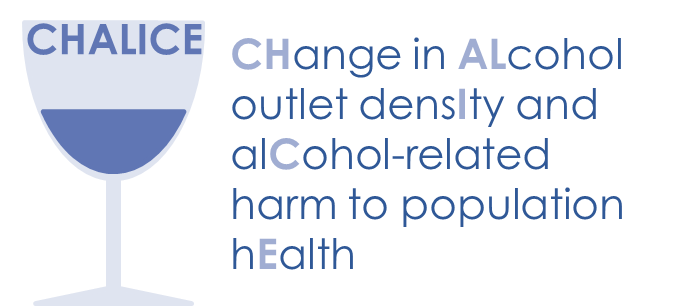 CHALICE
CHange in ALcohol
outlet densIty and
alCohol-related
harm to population
hEalth